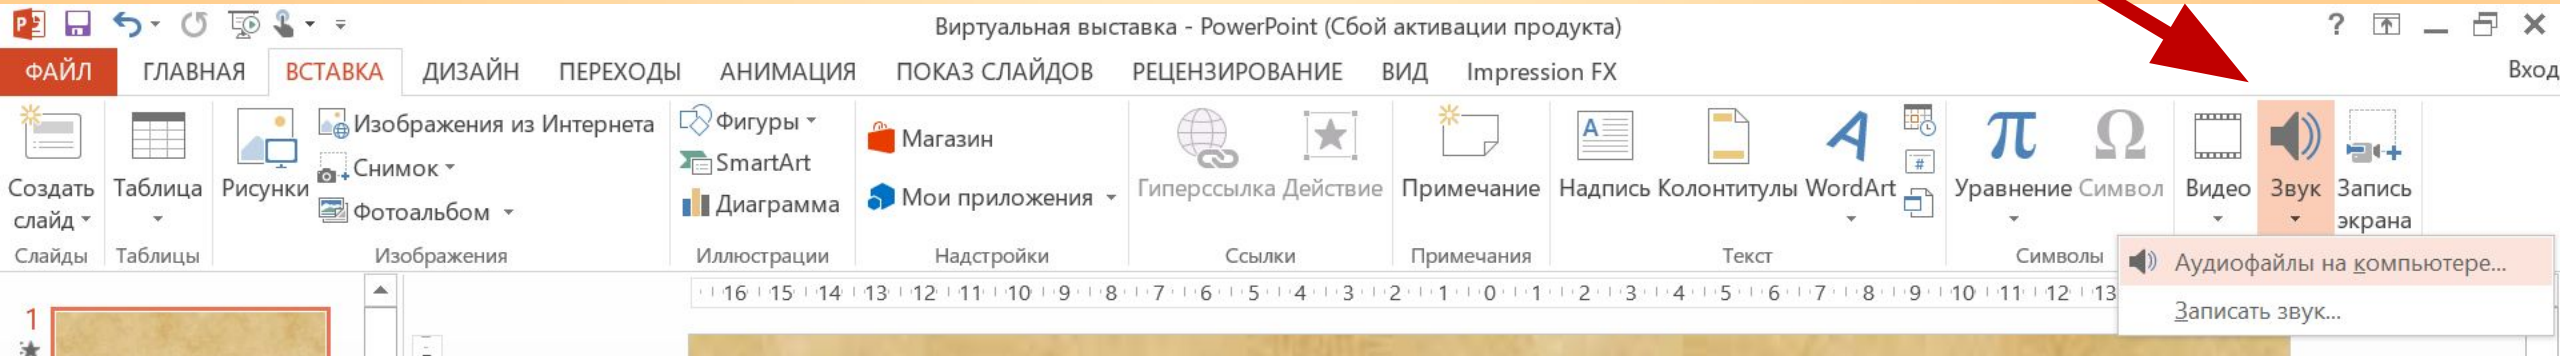 Виртуальная выставка - PowerPoint (Сбой активации продукта)
ФАЙЛ ГЛАВНАЯ ВСТАВКА ДИЗАЙН ПЕРЕХОДЫ АНИМАЦИЯ ПОКАЗ СЛАЙДОВ РЕЦЕНЗИРОВАНИЕ ВИД Impression FX Вход
Создать слайд
Таблица
Рисунки
Изображения из Интернета
Снимок
Фотоальбом
Фигуры
SmartArt
Диаграмма
Магазин
Мои приложения
Гиперссылка
Действие
Примечание
Надпись
Колонтитулы
WordArt
Уравнение
Символ
Видео
Звук
Запись экрана
Слайды Таблицы Изображения Иллюстрации Надстройки Ссылки Примечания Текст Символы
Аудиофайлы на компьютере...
Записать звук...
16 15 14 13 12 11 10 9 8 7 6 5 4 3 2 1 0 1 2 3 4 5 6 7 8 9 10 11 12 13
1